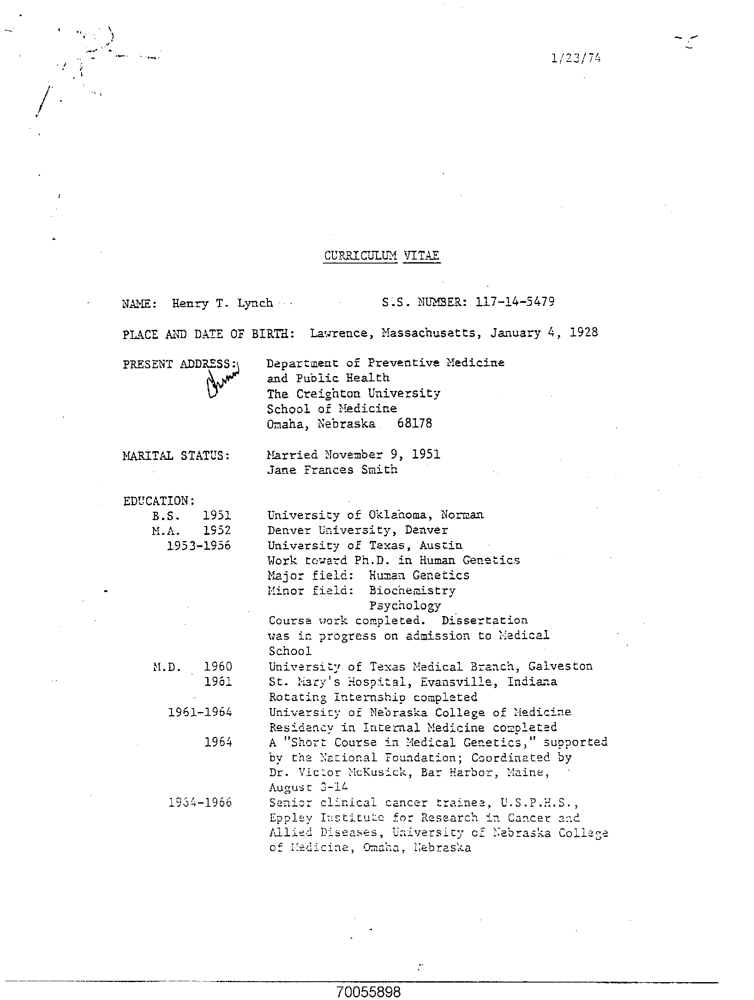 1/23/74
CURRICULUM VITAE
NAME: Henry T. Lynch S.S. NUMBER: 117-14-5479
PLACE AND DATE OF BIRTH: Lawrence, Massachusetts, January 4, 1928
PRESENT ADDRESS: Department of Preventive Medicine
and Public Health
The Creighton University
School of Medicine
Omaha, Nebraska 68178
MARITAL STATUS: Married November 9, 1951
Jane Frances Smith
EDUCATION:
B.S. 1951 University of Oklahoma, Norman
M.A. 1952 Denver University, Denver
1953-1956 University of Texas, Austin
Work toward Ph.D. in Human Genetics
Major field: Human Genetics
Minor field: Biochemistry
Psychology
Course work completed. Dissertation
was in progress on admission to Medical
School
M.D. 1960 University of Texas Medical Branch, Galveston
1961 St. Mary's Hospital, Evansville, Indiana
Rotating Internship completed
1961-1964 University of Nebraska College of Medicine
Residency in Internal Medicine completed
1964 A "Short Course in Medical Genetics," supported
by the National Foundation; Coordinated by
Dr. Victor McKusick, Bar Harbor, Maine,
August
1964-1966 Senior clinical cancer trainee, U.S.P.H.S.,
Eppley Institute for Research in Cancer and
Allied Diseases, University of Nebraska College
of Medicine, Omaha, Nebraska
70055898